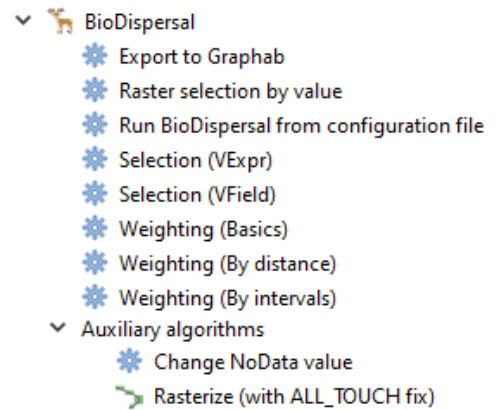 BioDispersal
Export to Graphab
Raster selection by value
Run BioDispersal from configuration file
Selection (VExpr)
Selection (VField)
Weighting (Basics)
Weighting (By distance)
Weighting (By intervals)
Auxiliary algorithms
Change NoData value
Rasterize (with ALL_TOUCH fix)